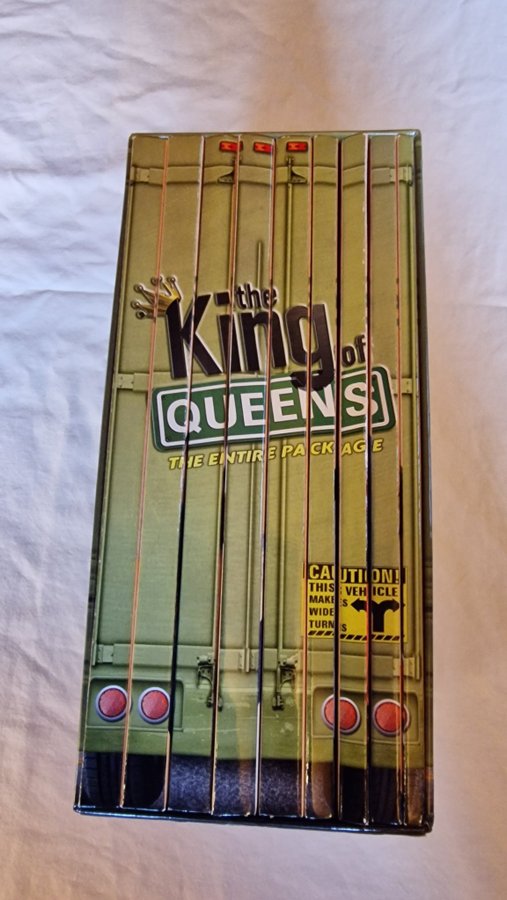 the
King of
QUEENS
THE ENTIRE PACKAGE
CAUTION!
THIS VEHICLE
MAKES
WIDE
TURNS